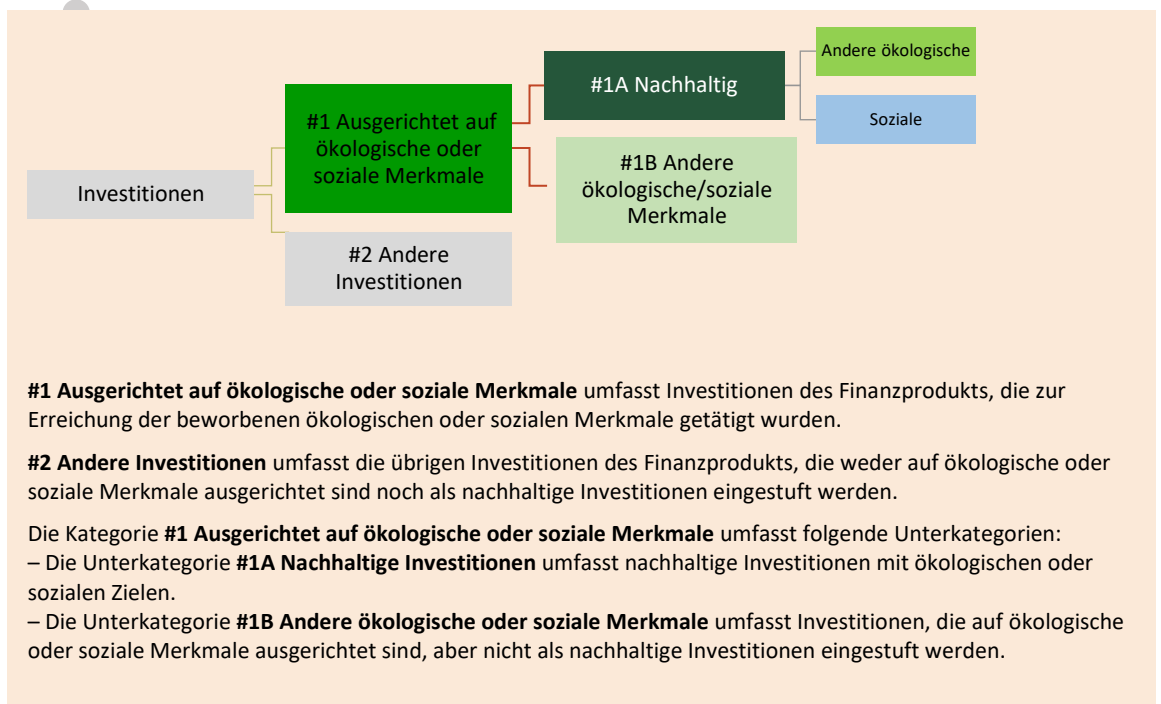 Andere ökologische
#1A Nachhaltig
#1 Ausgerichtet auf
ökologische oder
soziale Merkmale
Soziale
#1B Andere
ökologische/soziale
Merkmale
Investitionen
#2 Andere
Investitionen
#1 Ausgerichtet auf ökologische oder soziale Merkmale umfasst Investitionen des Finanzprodukts, die zur
Erreichung der beworbenen ökologischen oder sozialen Merkmale getätigt wurden.
#2 Andere Investitionen umfasst die übrigen Investitionen des Finanzprodukts, die weder auf ökologische oder
soziale Merkmale ausgerichtet sind noch als nachhaltige Investitionen eingestuft werden.
Die Kategorie #1 Ausgerichtet auf ökologische oder soziale Merkmale umfasst folgende Unterkategorien:
– Die Unterkategorie #1A Nachhaltige Investitionen umfasst nachhaltige Investitionen mit ökologischen oder
sozialen Zielen.
– Die Unterkategorie #1B Andere ökologische oder soziale Merkmale umfasst Investitionen, die auf ökologische
oder soziale Merkmale ausgerichtet sind, aber nicht als nachhaltige Investitionen eingestuft werden.